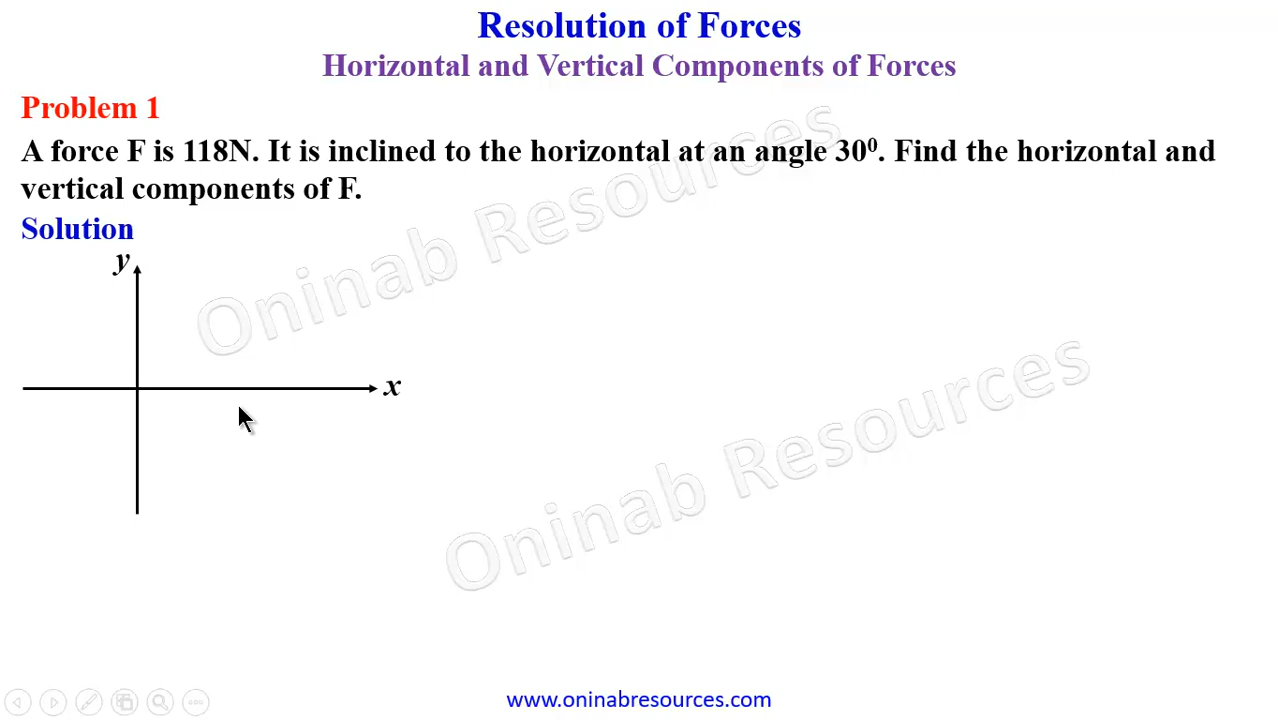 Resolution of Forces
Horizontal and Vertical Components of Forces
Problem 1
A force F is 118N. It is inclined to the horizontal at an angle 30⁰. Find the horizontal and
vertical components of F.
Solution
y
x
Oninab Resources
Oninab Resources
www.oninabresources.com